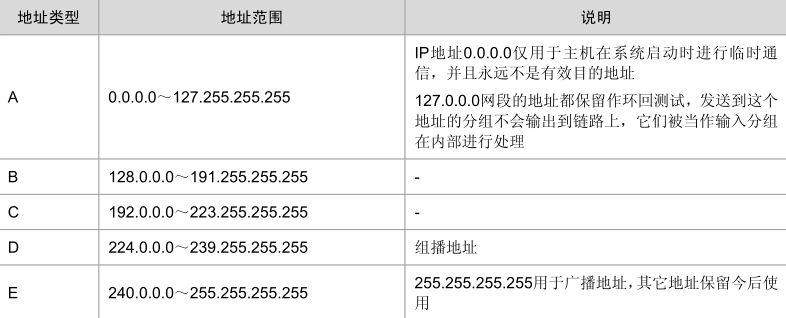 地址类型 地址范围 说明
IP地址0.0.0.0仅用于主机在系统启动时进行临时通
信，并且永远不是有效目的地址
A 0.0.0.0～127.255.255.255
127.0.0.0网段的地址都保留作环回测试，发送到这个
地址的分组不会输出到链路上，它们被当作输入分组
在内部进行处理
B 128.0.0.0～191.255.255.255 -
C 192.0.0.0～223.255.255.255 -
D 224.0.0.0～239.255.255.255 组播地址
E 240.0.0.0～255.255.255.255 255.255.255.255用于广播地址，其它地址保留今后使
用